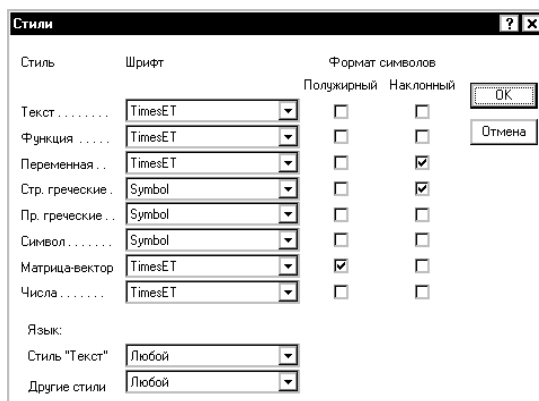 Стили ? X
Стиль Шрифт Формат символов
Полужирный Наклонный
OK
Текст . . . . . . . . TimesET
Функция . . . . . TimesET
Отмена
Переменная . . TimesET
Стр. греческие . Symbol
Пр. греческие . . Symbol
Символ . . . . . . . Symbol
Матрица-вектор TimesET
Числа . . . . . . . TimesET
Язык:
Стиль "Текст" Любой
Другие стили Любой